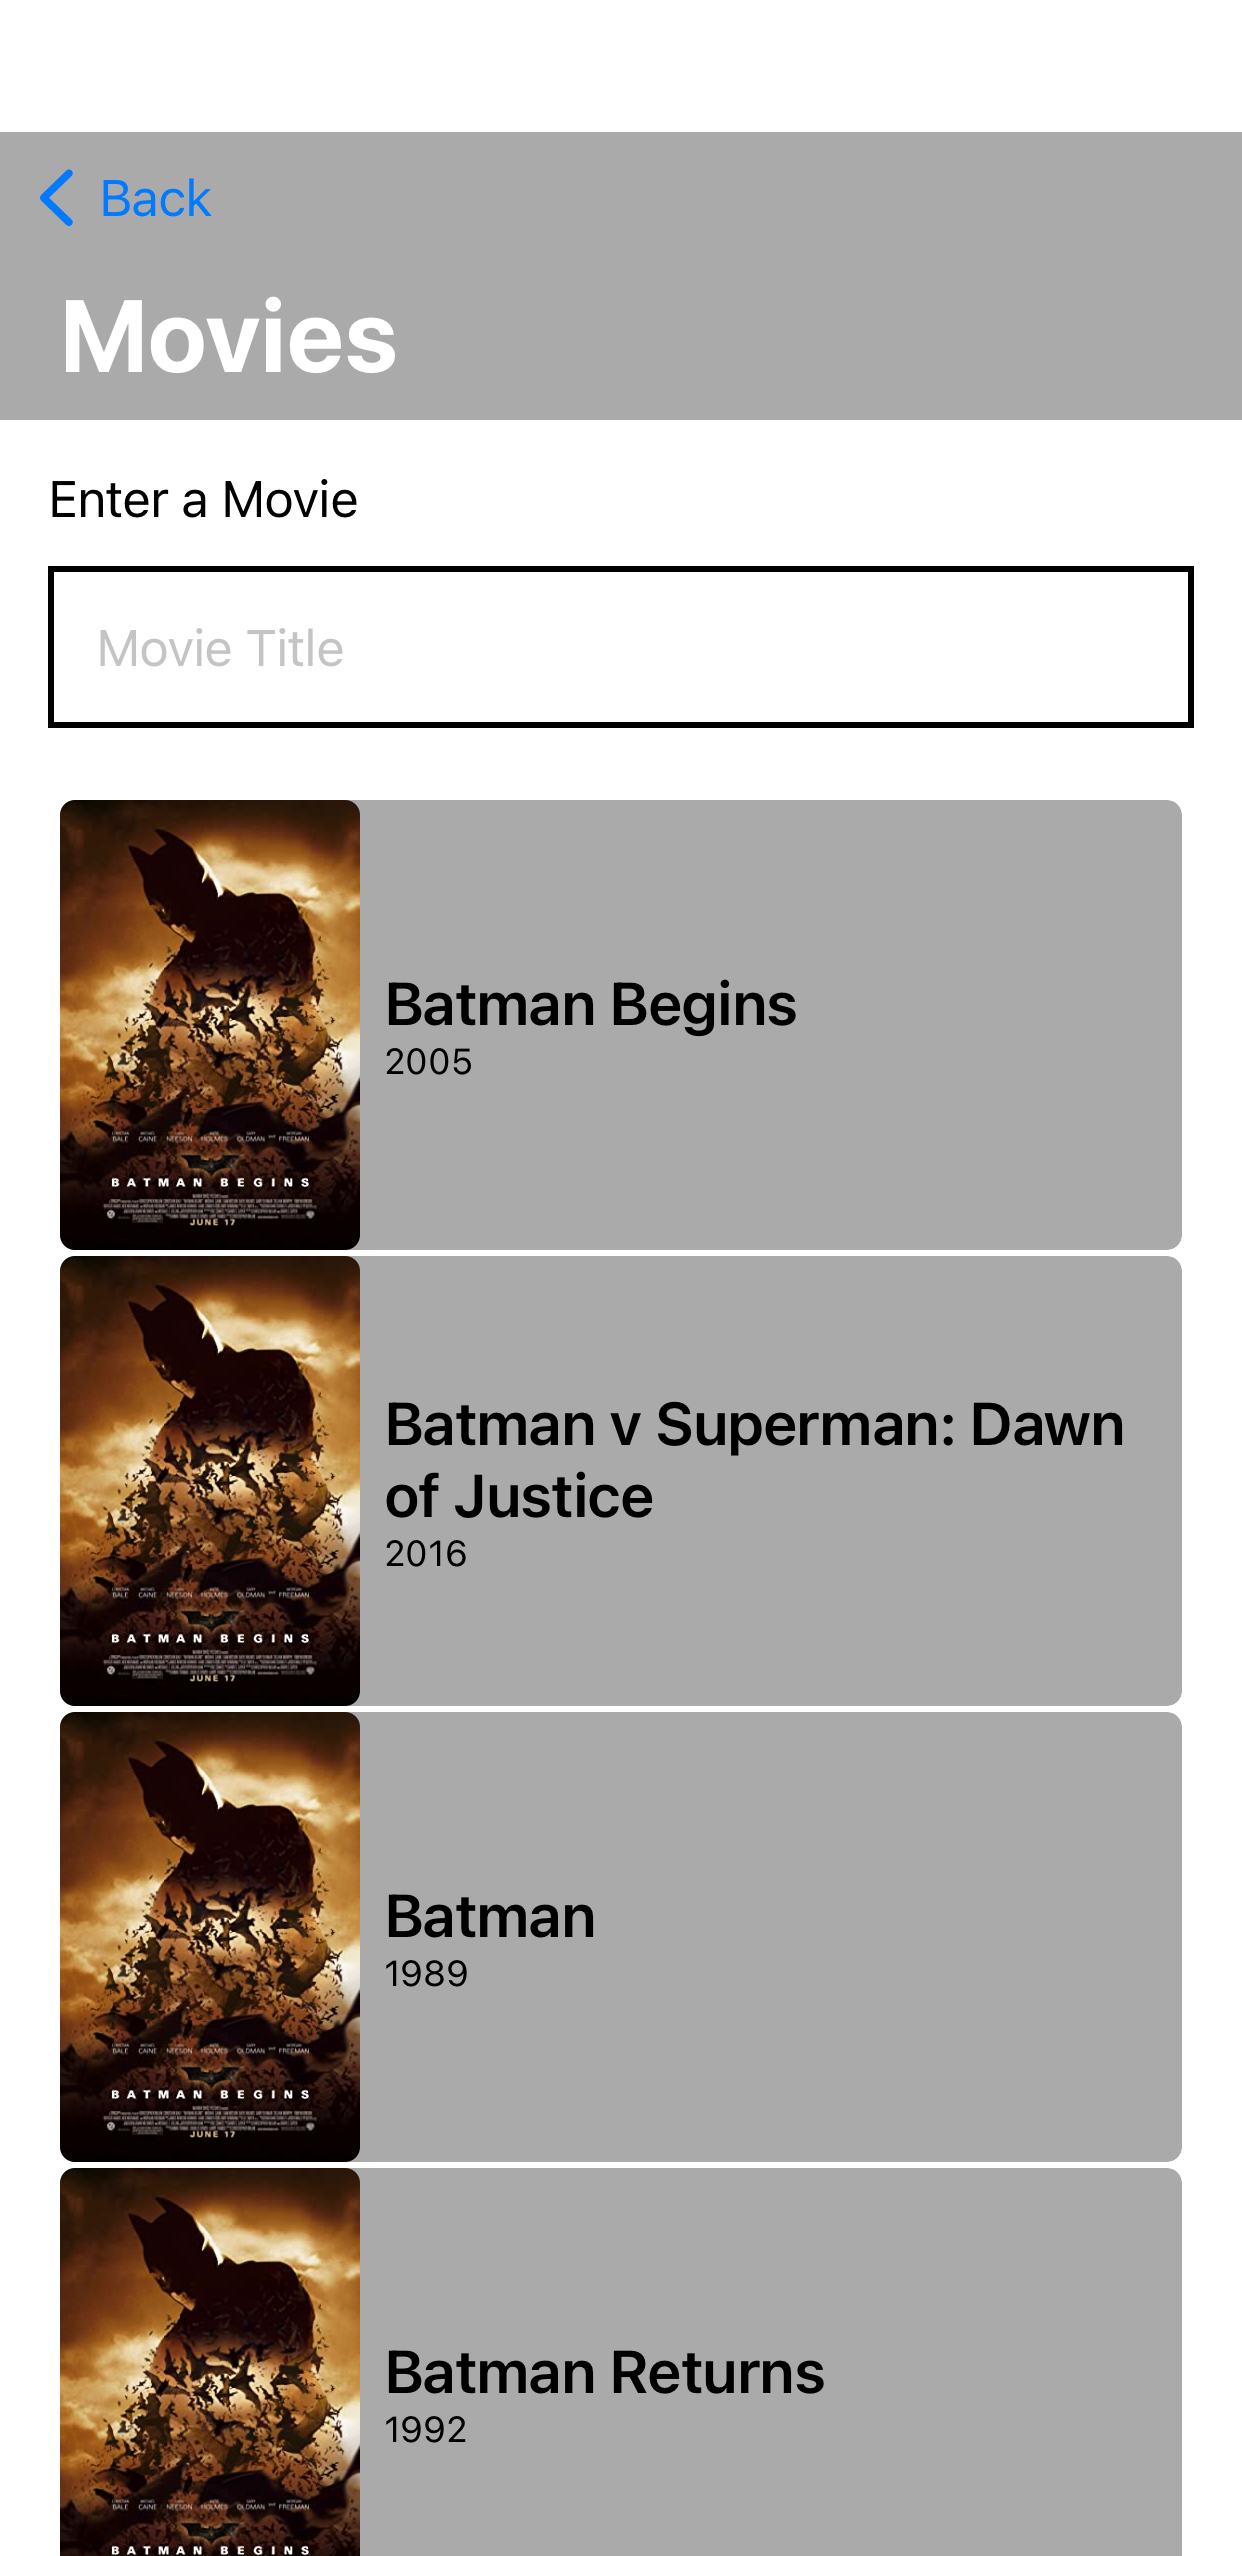 Back
Movies
Enter a Movie
Movie Title
BATMAN BEGINS
JUNE 17
Batman Begins
2005
BATMAN BEGINS
JUNE 17
Batman v Superman: Dawn
of Justice
2016
BATMAN BEGINS
JUNE 17
Batman
1989
BATMAN BEGINS
Batman Returns
1992